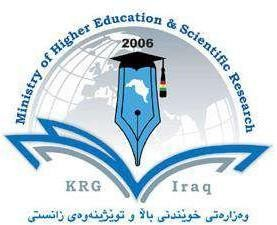 Ministry of Higher Education & Scientific Research
2006
KRG Iraq
وەزارەتی خوێندنی باڵا و توێژینەوەی زانستی